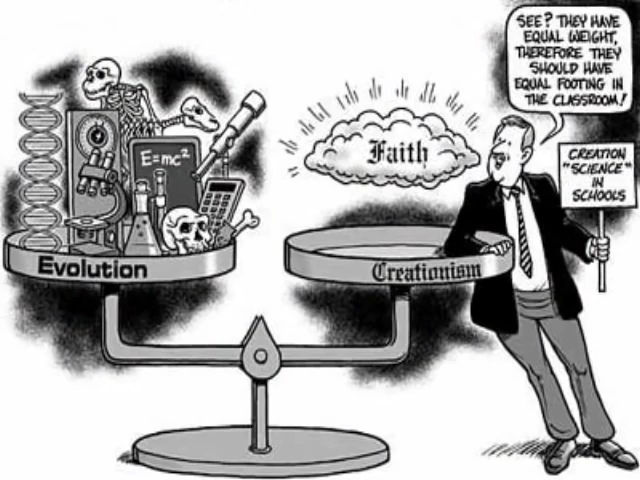 SEE? THEY HAVE
EQUAL WEIGHT,
THEREFORE THEY
SHOULD HAVE
EQUAL FOOTING IN
THE CLASSROOM!
Faith
CREATION
"SCIENCE"
IN
SCHOOLS
E=mc²
Evolution
Creationism